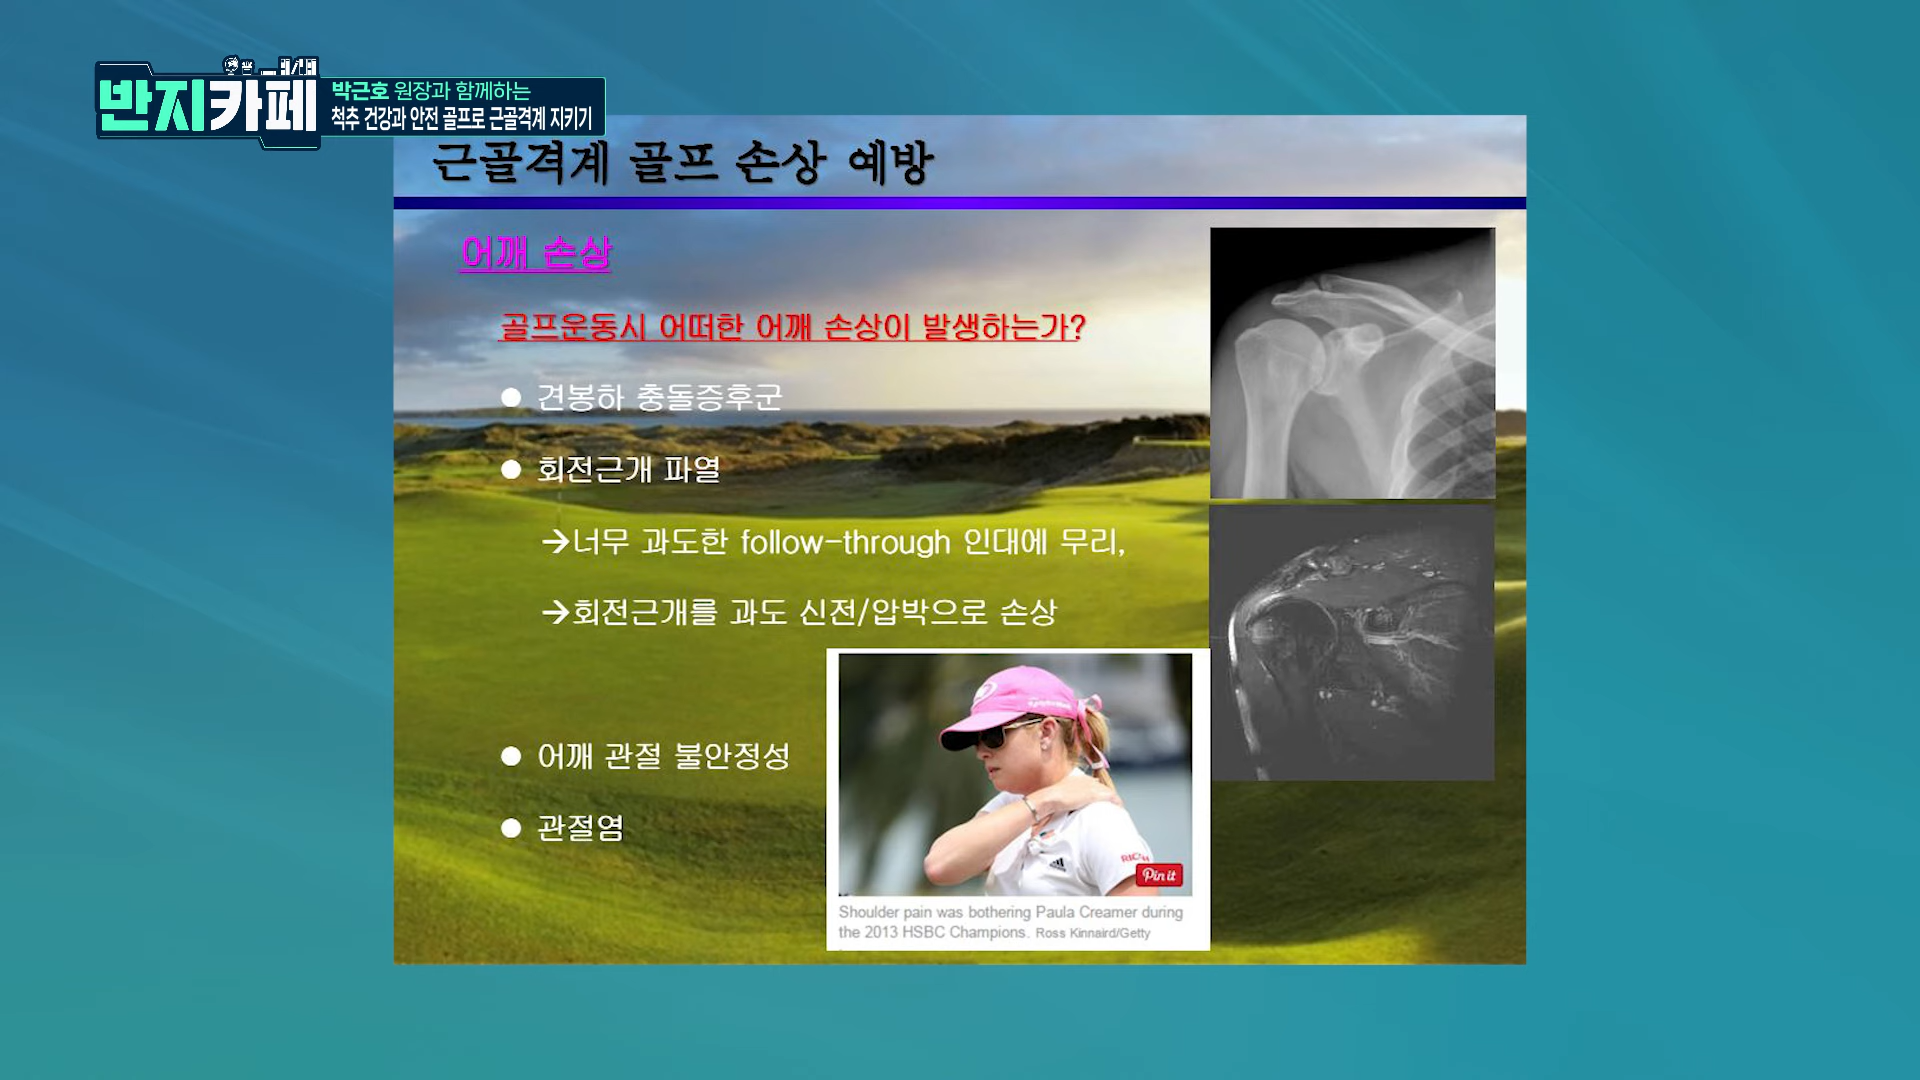 반지카페
박근호 원장과 함께하는
척추 건강과 안전 골프로 근골격계 지키기
근골격계 골프 손상 예방
어깨 손상
골프운동시 어떠한 어깨 손상이 발생하는가?
● 견봉하 충돌증후군
● 회전근개 파열
→너무 과도한 follow-through 인대에 무리,
→회전근개를 과도 신전/압박으로 손상
● 어깨 관절 불안정성
● 관절염
Pin it
Shoulder pain was bothering Paula Creamer during
the 2013 HSBC Champions. Ross Kinnaird/Getty